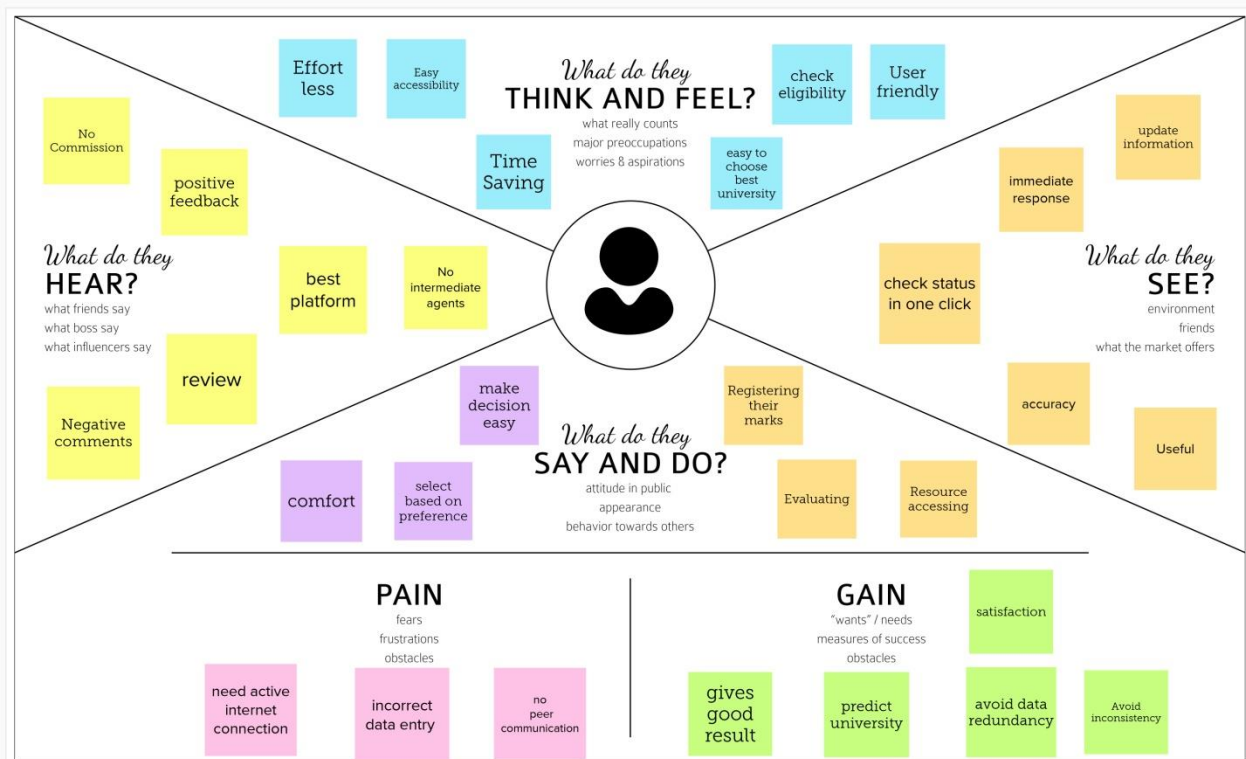 What do they
THINK AND FEEL?
what really counts
major preoccupations
worries & aspirations
Effort
less
Easy
accessibility
Time
Saving
check
eligibility
User
friendly
easy to
choose
best
university
What do they
HEAR?
what friends say
what boss say
what influencers say
No
Commission
positive
feedback
best
platform
No
intermediate
agents
review
Negative
comments
What do they
SEE?
environment
friends
what the market offers
update
information
immediate
response
check status
in one click
accuracy
Useful
What do they
SAY AND DO?
attitude in public
appearance
behavior towards others
make
decision
easy
comfort
select
based on
preference
Registering
their
marks
Evaluating
Resource
accessing
PAIN
fears
frustrations
obstacles
need active
internet
connection
incorrect
data entry
no
peer
communication
GAIN
"wants" / needs
measures of success
obstacles
satisfaction
gives
good
result
predict
university
avoid data
redundancy
Avoid
inconsistency